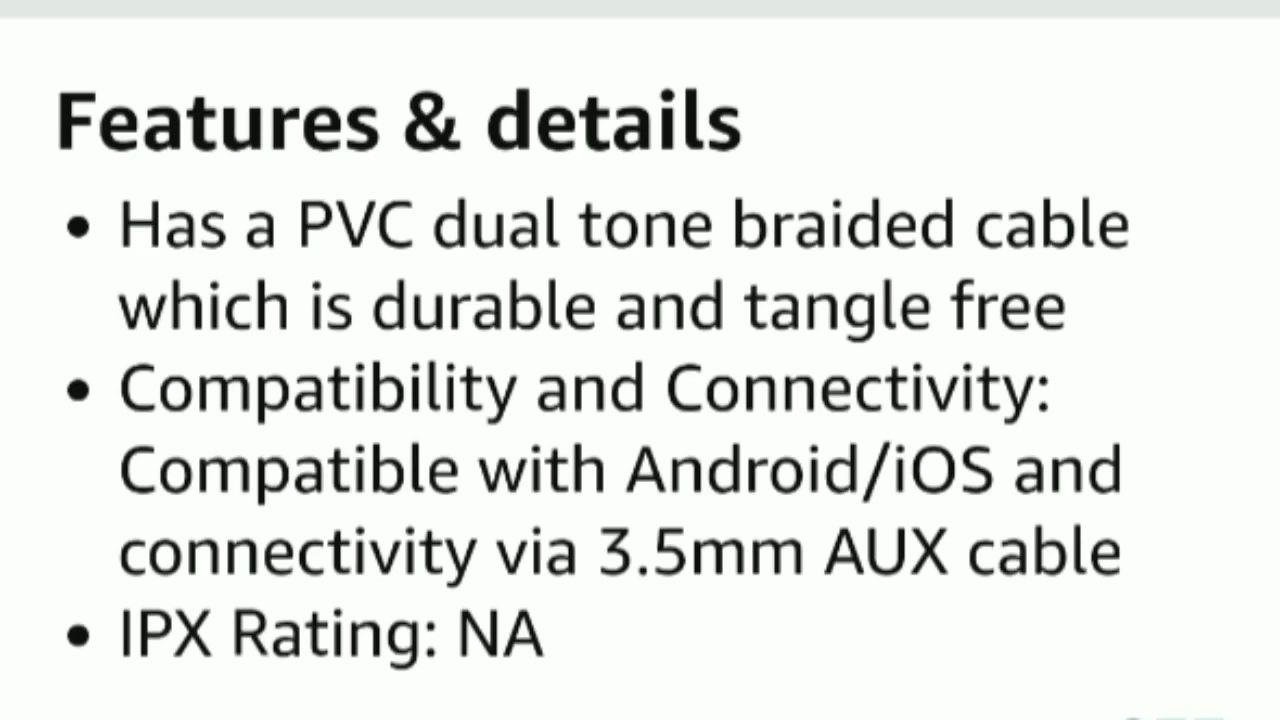 Features & details
• Has a PVC dual tone braided cable
which is durable and tangle free
• Compatibility and Connectivity:
Compatible with Android/iOS and
connectivity via 3.5mm AUX cable
• IPX Rating: NA